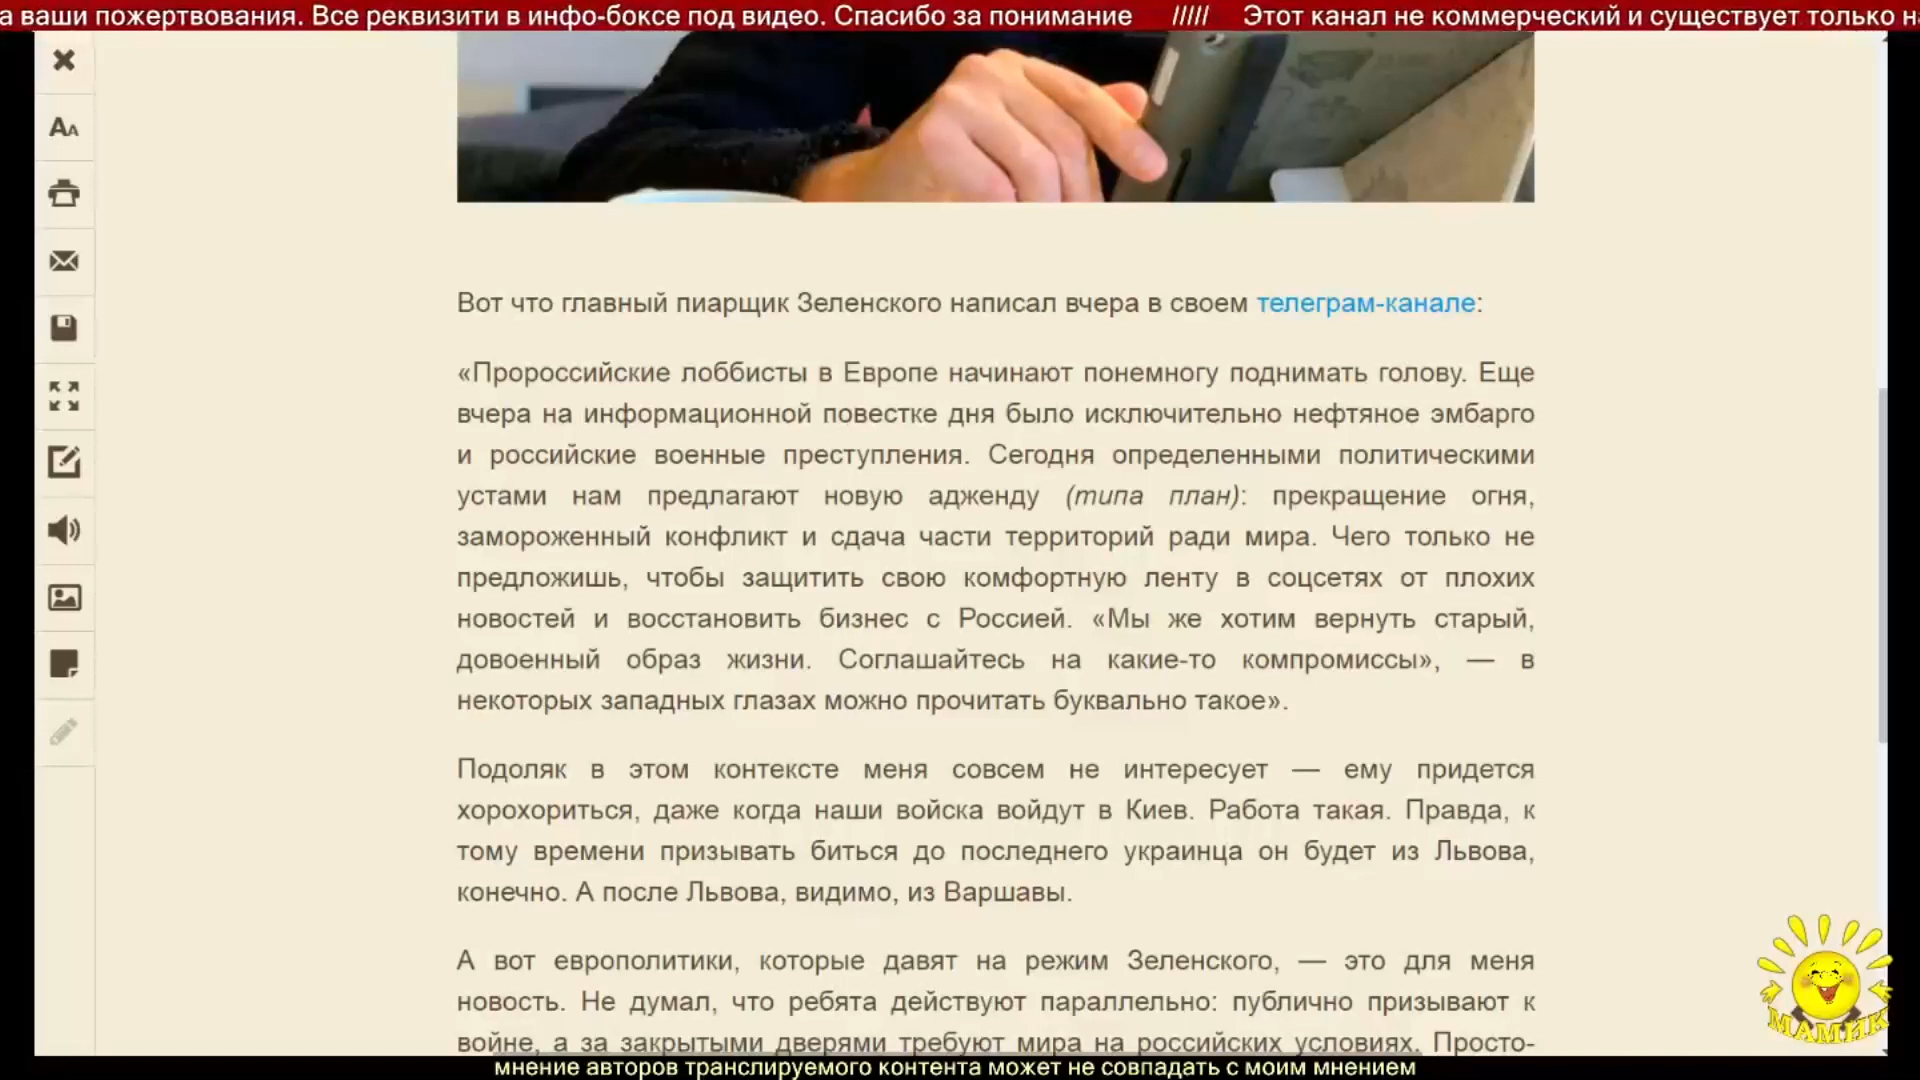 а ваши пожертвования. Все реквизити в инфо-боксе под видео. Спасибо за понимание ///// Этот канал не коммерческий и существует только
Вот что главный пиарщик Зеленского написал вчера в своем телеграм-канале:
«Пророссийские лоббисты в Европе начинают понемногу поднимать голову. Еще
вчера на информационной повестке дня было исключительно нефтяное эмбарго
и российские военные преступления. Сегодня определенными политическими
устами нам предлагают новую адженду (типа план): прекращение огня,
замороженный конфликт и сдача части территорий ради мира. Чего только не
предложишь, чтобы защитить свою комфортную ленту в соцсетях от плохих
новостей и восстановить бизнес с Россией. «Мы же хотим вернуть старый,
довоенный образ жизни. Соглашайтесь на какие-то компромиссы», — в
некоторых западных глазах можно прочитать буквально такое».
Подоляк в этом контексте меня совсем не интересует — ему придется
хорохориться, даже когда наши войска войдут в Киев. Работа такая. Правда, к
тому времени призывать биться до последнего украинца он будет из Львова,
конечно. А после Львова, видимо, из Варшавы.
А вот европолитики, которые давят на режим Зеленского, — это для меня
новость. Не думал, что ребята действуют параллельно: публично призывают к
войне, а за закрытыми дверями требуют мира на российских условиях. Просто-
МАМИК
мнение авторов транслируемого контента может не совпадать с моим мнением